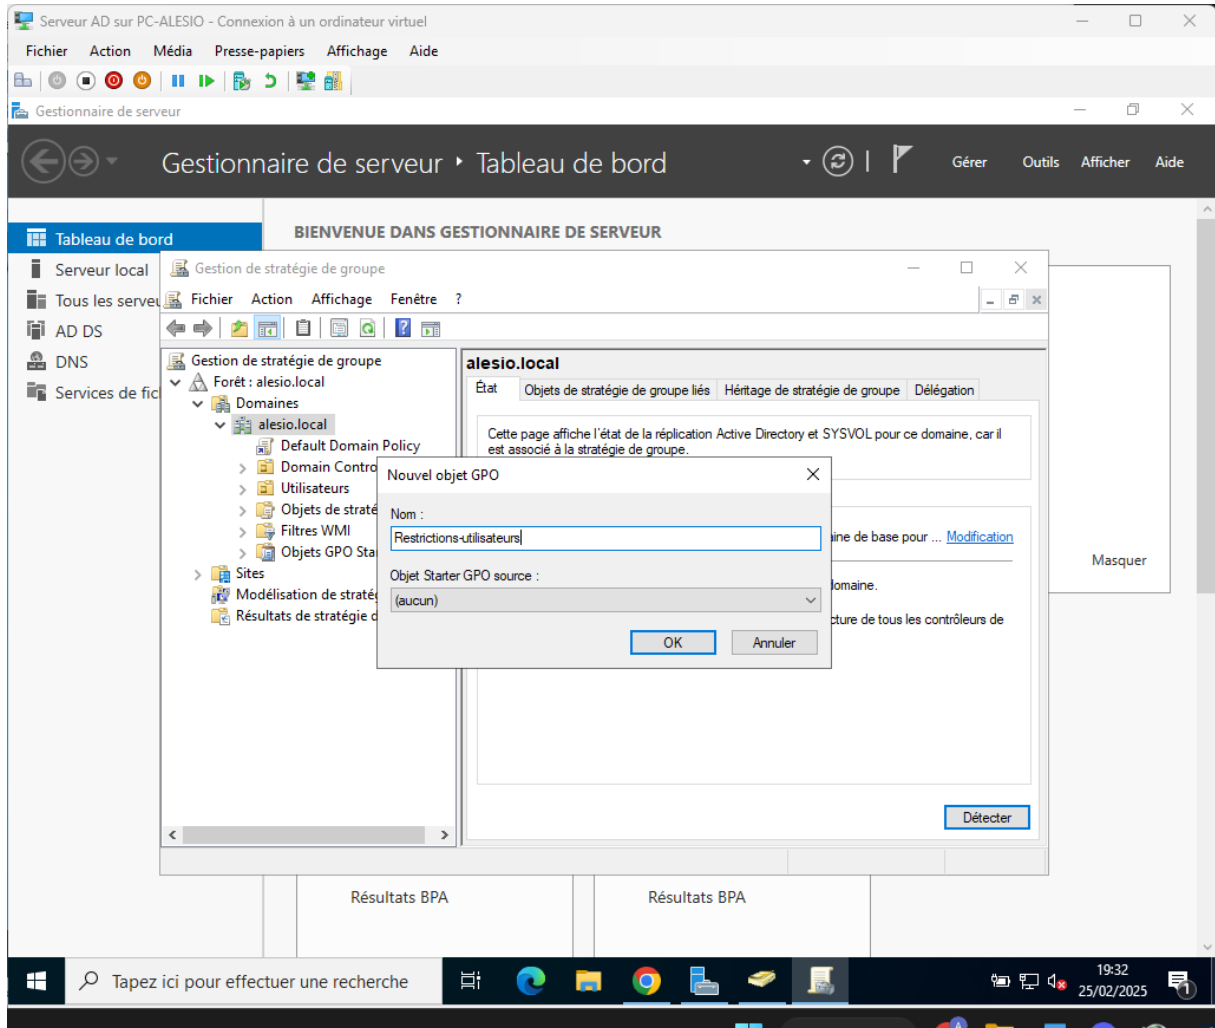 Serveur AD sur PC-ALESIO - Connexion à un ordinateur virtuel
Fichier Action Média Presse-papiers Affichage Aide
Gestionnaire de serveur
Gestionnaire de serveur Tableau de bord
Gérer Outils Afficher Aide
Tableau de bord
Serveur local
Tous les serveu
AD DS
DNS
Services de fic
BIENVENUE DANS GESTIONNAIRE DE SERVEUR
Gestion de stratégie de groupe
Fichier Action Affichage Fenêtre ?
Gestion de stratégie de groupe
Forêt : alesio.local
Domaines
alesio.local
Default Domain Policy
Domain Contro
Utilisateurs
Objets de straté
Filtres WMI
Objets GPO Sta
Sites
Modélisation de straté
Résultats de stratégie d
alesio.local
État Objets de stratégie de groupe liés Héritage de stratégie de groupe Délégation
Cette page affiche l'état de la réplication Active Directory et SYSVOL pour ce domaine, car il
est associé à la stratégie de groupe.
ine de base pour ... Modification
domaine.
cture de tous les contrôleurs de
Détecter
Nouvel objet GPO
Nom :
Restrictions-utilisateurs
Objet Starter GPO source :
(aucun)
OK Annuler
Masquer
Résultats BPA Résultats BPA
Tapez ici pour effectuer une recherche
19:32
25/02/2025
1